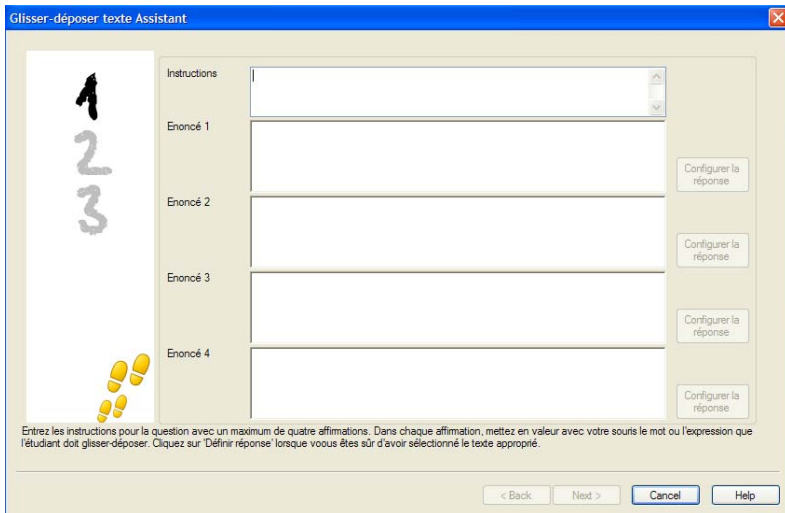 Glisser-déposer texte Assistant
1
2
3
Instructions
Enoncé 1
Configurer la
réponse
Enoncé 2
Configurer la
réponse
Enoncé 3
Configurer la
réponse
Enoncé 4
Configurer la
réponse
Entrez les instructions pour la question avec un maximum de quatre affirmations. Dans chaque affirmation, mettez en valeur avec votre souris le mot ou l'expression que
l'étudiant doit glisser-déposer. Cliquez sur 'Définir réponse' lorsque voous êtes sûr d'avoir sélectionné le texte approprié.
< Back Next > Cancel Help